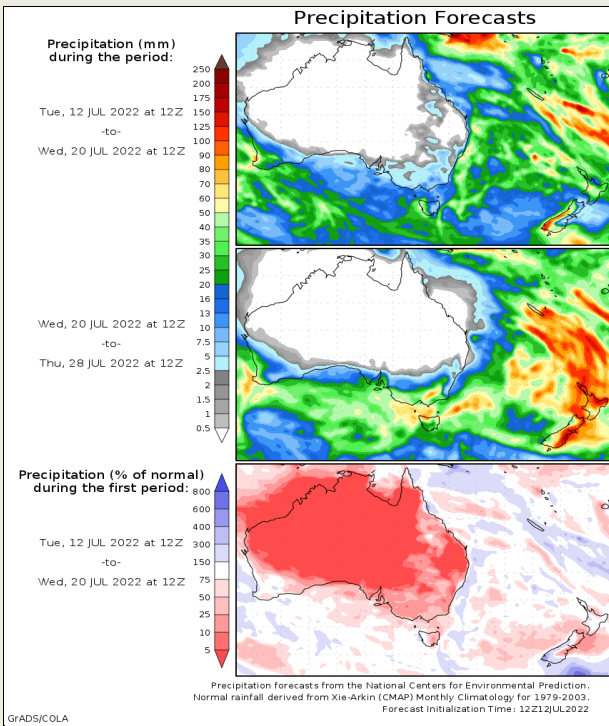 Precipitation Forecasts
Precipitation (mm)
during the period:
Tue, 12 JUL 2022 at 12Z
-to-
Wed, 20 JUL 2022 at 12Z
250
200
175
150
125
100
90
80
70
60
50
40
35
30
25
20
16
13
10
7.5
5
2.5
2
1.5
1
0.5
Wed, 20 JUL 2022 at 12Z
-to-
Thu, 28 JUL 2022 at 12Z
Precipitation (% of normal)
during the first period:
Tue, 12 JUL 2022 at 12Z
-to-
Wed, 20 JUL 2022 at 12Z
800
600
400
300
150
75
50
25
10
5
Precipitation forecasts from the National Centers for Environmental Prediction.
Normal rainfall derived from Xie-Arkin (CMAP) Monthly Climatology for 1979-2003.
Forecast Initialization Time: 12Z12JUL2022
GrADS/COLA